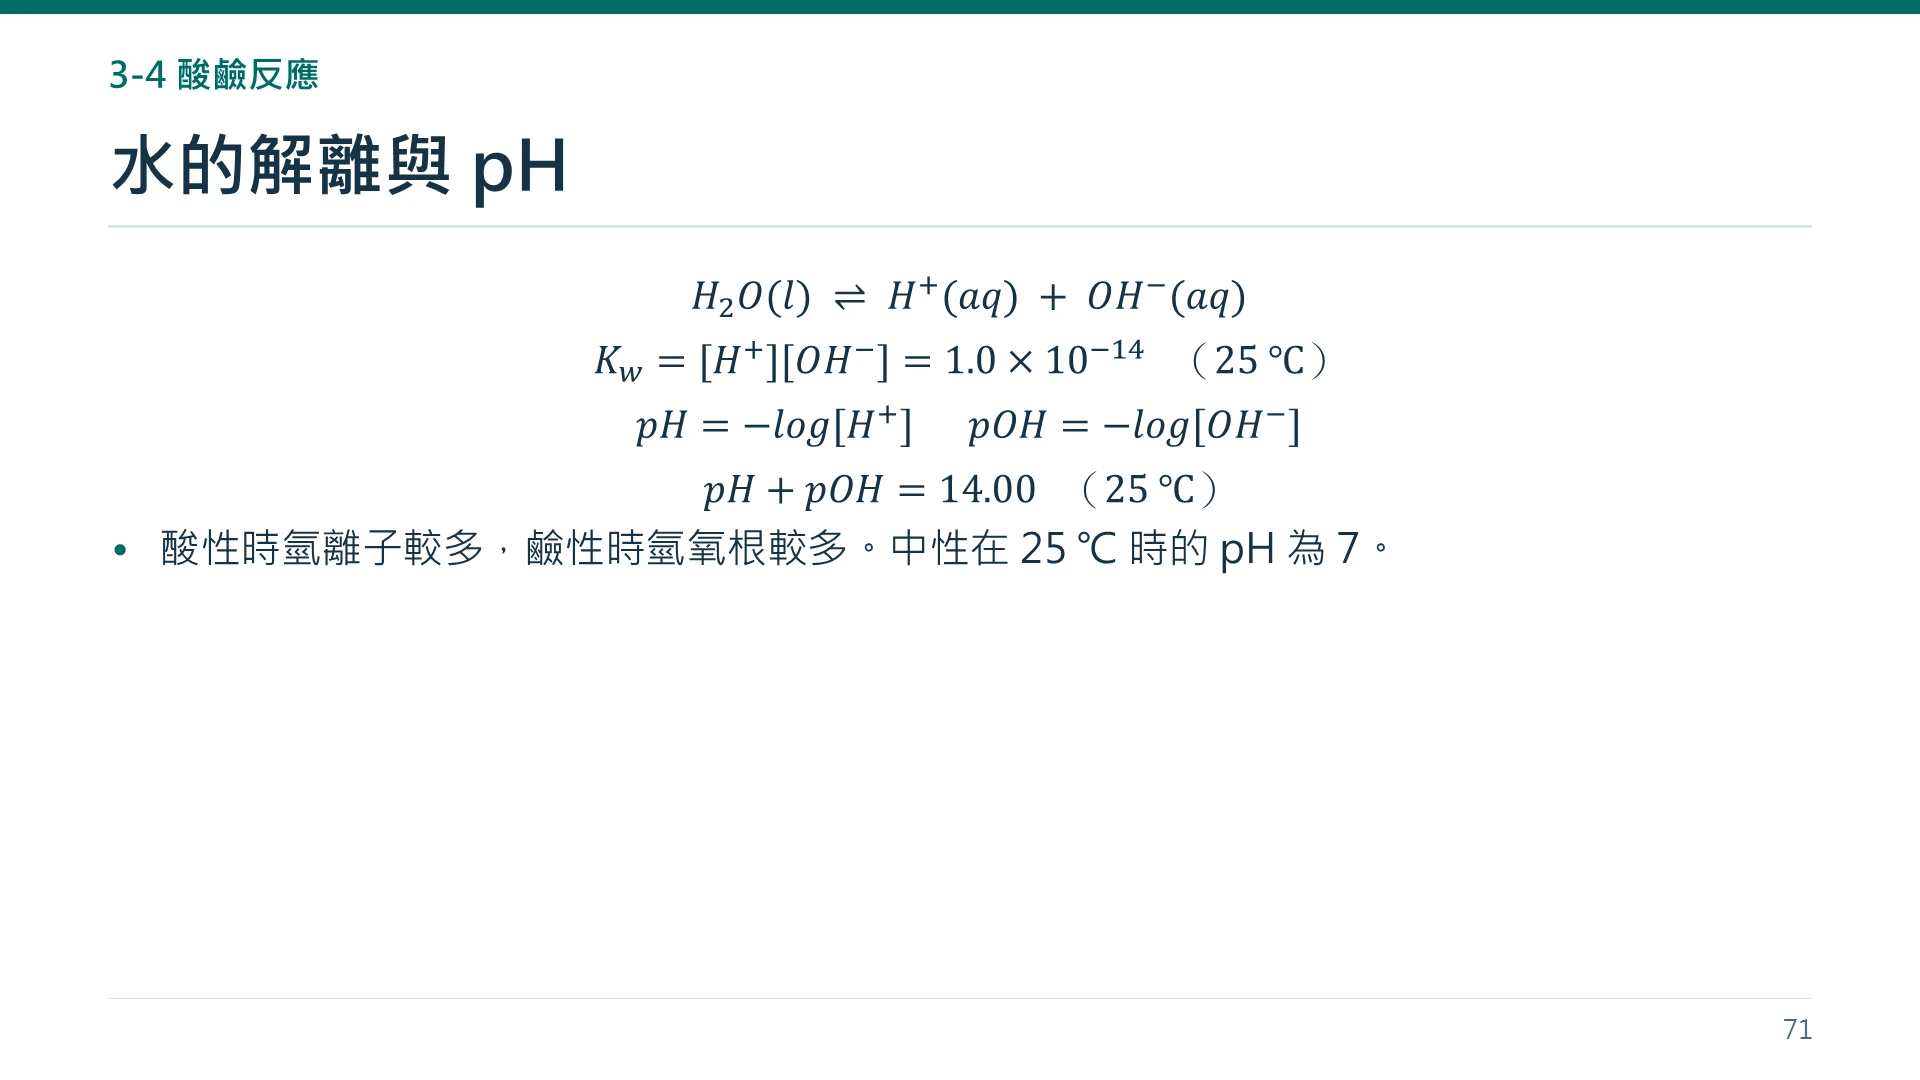 3-4 酸鹼反應
水的解離與 pH
H₂O(l) ⇌ H⁺(aq) + OH⁻(aq)
K_w = [H⁺][OH⁻] = 1.0 × 10⁻¹⁴ （25 ℃）
pH = −log[H⁺] pOH = −log[OH⁻]
pH + pOH = 14.00 （25 ℃）
• 酸性時氫離子較多，鹼性時氫氧根較多。中性在 25 ℃ 時的 pH 為 7。
71